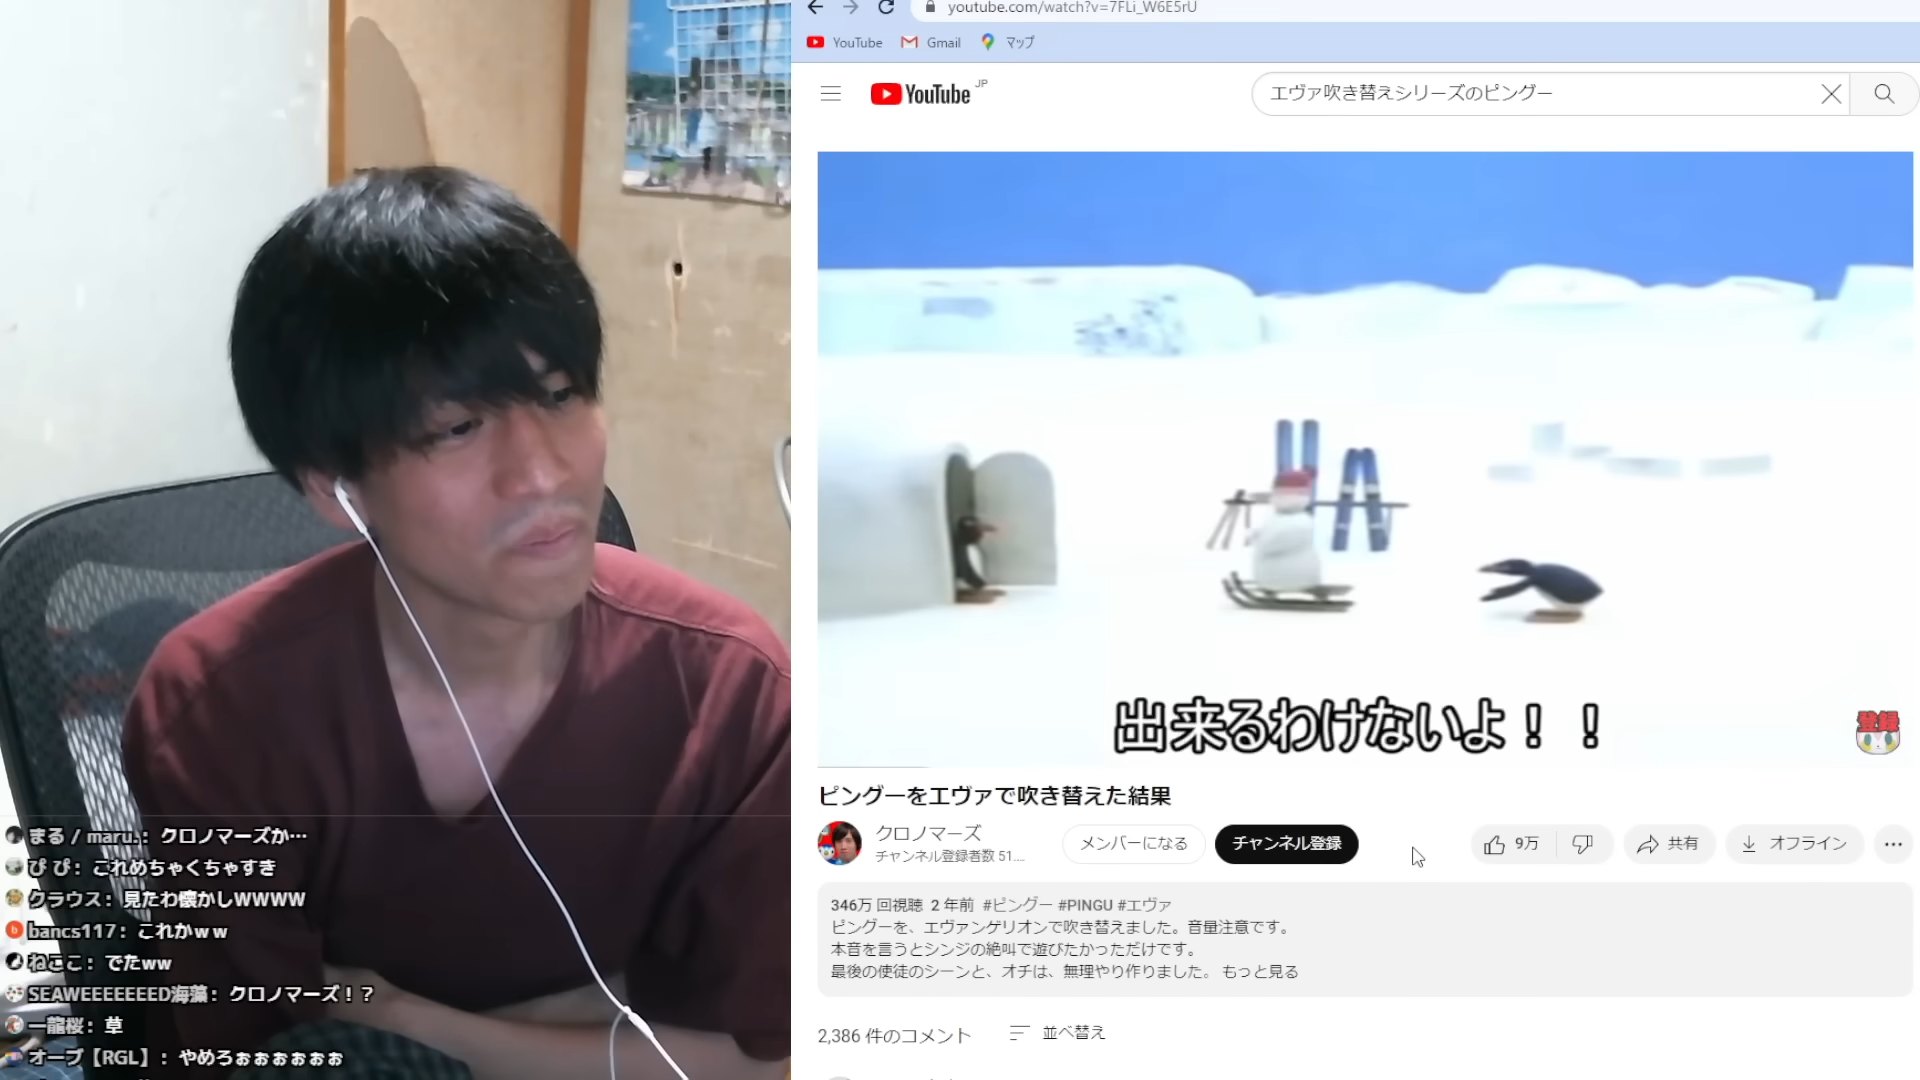 youtube.com/watch?v=7FLi_W6E5rU
YouTube
Gmail
マップ
YouTube JP
エヴァ吹き替えシリーズのピングー
出来るわけないよ！！
登録
ピングーをエヴァで吹き替えた結果
クロノマーズ
チャンネル登録者数 51....
メンバーになる
チャンネル登録
9万
共有
オフライン
346万 回視聴 2 年前 #ピングー #PINGU #エヴァ
ピングーを、エヴァンゲリオンで吹き替えました。音量注意です。
本音を言うとシンジの絶叫で遊びたかっただけです。
最後の使徒のシーンと、オチは、無理やり作りました。 もっと見る
2,386 件のコメント
並べ替え
まる / maru.： クロノマーズか…
ぴ ぴ： これめちゃくちゃすき
クラウス： 見たわ懐かしWWWW
bancs117： これかｗｗ
ねここ： でたww
SEAWEEEEEEED海藻： クロノマーズ！？
一龍桜： 草
オーブ【RGL】： やめろぉぉぉぉぉぉ